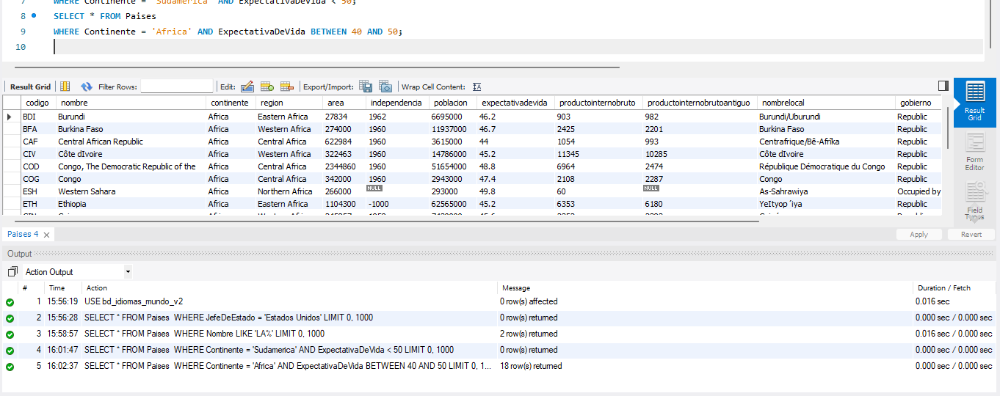 7 WHERE Continente = 'Sudamerica' AND ExpectativaDeVida < 50;
8 SELECT * FROM Paises
9 WHERE Continente = 'Africa' AND ExpectativaDeVida BETWEEN 40 AND 50;
10
Result Grid Filter Rows: Edit: Export/Import: Wrap Cell Content: IA
codigo nombre continente region area independencia poblacion expectativadevida productointernobruto productointernobrutoantiguo nombrelocal gobierno
BDI Burundi Africa Eastern Africa 27834 1962 6695000 46.2 903 982 Burundi/Uburundi Republic
BFA Burkina Faso Africa Western Africa 274000 1960 11937000 46.7 2425 2201 Burkina Faso Republic
CAF Central African Republic Africa Central Africa 622984 1960 3615000 44 1054 993 Centrafrique/Bê-Afrîka Republic
CIV Côte dIvoire Africa Western Africa 322463 1960 14786000 45.2 11345 10285 Côte dIvoire Republic
COD Congo, The Democratic Republic of the Africa Central Africa 2344860 1960 51654000 48.8 6964 2474 République Démocratique du Congo Republic
COG Congo Africa Central Africa 342000 1960 2943000 47.4 2108 2287 Congo Republic
ESH Western Sahara Africa Northern Africa 266000 NULL 293000 49.8 60 NULL As-Sahrawiya Occupied by
ETH Ethiopia Africa Eastern Africa 1104300 -1000 62565000 45.2 6353 6180 YeItyop´iya Republic
Result Grid
Form Editor
Field Types
Paises 4 Apply Revert
Output
Action Output
# Time Action Message Duration / Fetch
1 15:56:19 USE bd_idiomas_mundo_v2 0 row(s) affected 0.016 sec
2 15:56:28 SELECT * FROM Paises WHERE JefeDeEstado = 'Estados Unidos' LIMIT 0, 1000 0 row(s) returned 0.000 sec / 0.000 sec
3 15:58:57 SELECT * FROM Paises WHERE Nombre LIKE 'LA%' LIMIT 0, 1000 2 row(s) returned 0.016 sec / 0.000 sec
4 16:01:47 SELECT * FROM Paises WHERE Continente = 'Sudamerica' AND ExpectativaDeVida < 50 LIMIT 0, 1000 0 row(s) returned 0.000 sec / 0.000 sec
5 16:02:37 SELECT * FROM Paises WHERE Continente = 'Africa' AND ExpectativaDeVida BETWEEN 40 AND 50 LIMIT 0, 1... 18 row(s) returned 0.000 sec / 0.000 sec